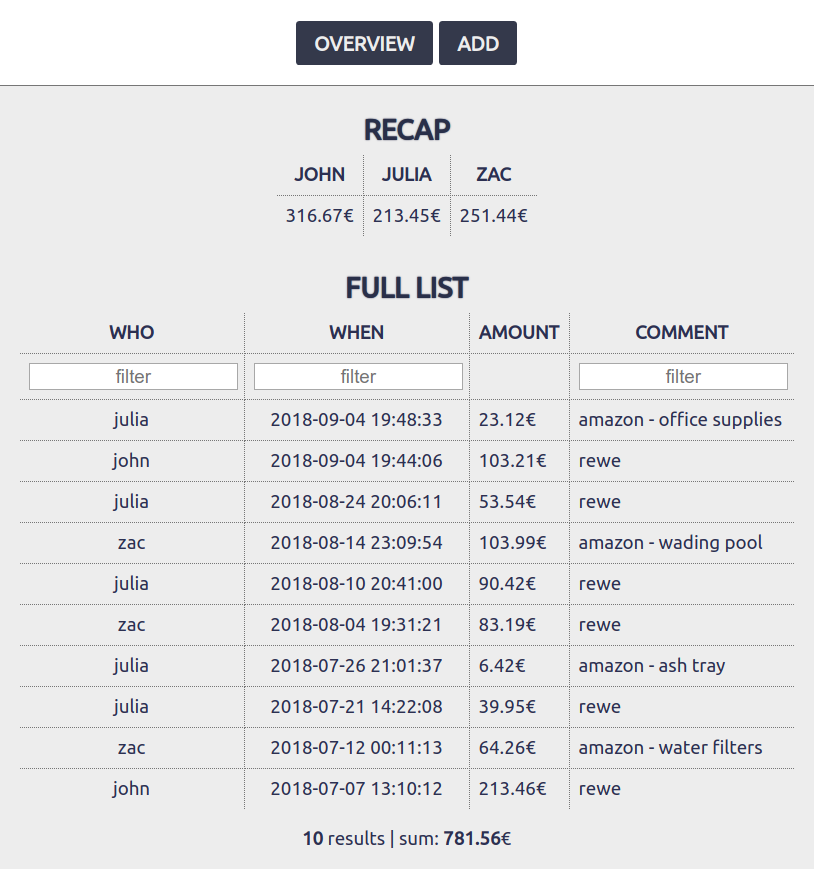 OVERVIEW ADD
RECAP
JOHN JULIA ZAC
316.67€ 213.45€ 251.44€
FULL LIST
WHO WHEN AMOUNT COMMENT
filter filter filter
julia 2018-09-04 19:48:33 23.12€ amazon - office supplies
john 2018-09-04 19:44:06 103.21€ rewe
julia 2018-08-24 20:06:11 53.54€ rewe
zac 2018-08-14 23:09:54 103.99€ amazon - wading pool
julia 2018-08-10 20:41:00 90.42€ rewe
zac 2018-08-04 19:31:21 83.19€ rewe
julia 2018-07-26 21:01:37 6.42€ amazon - ash tray
julia 2018-07-21 14:22:08 39.95€ rewe
zac 2018-07-12 00:11:13 64.26€ amazon - water filters
john 2018-07-07 13:10:12 213.46€ rewe
10 results | sum: 781.56€